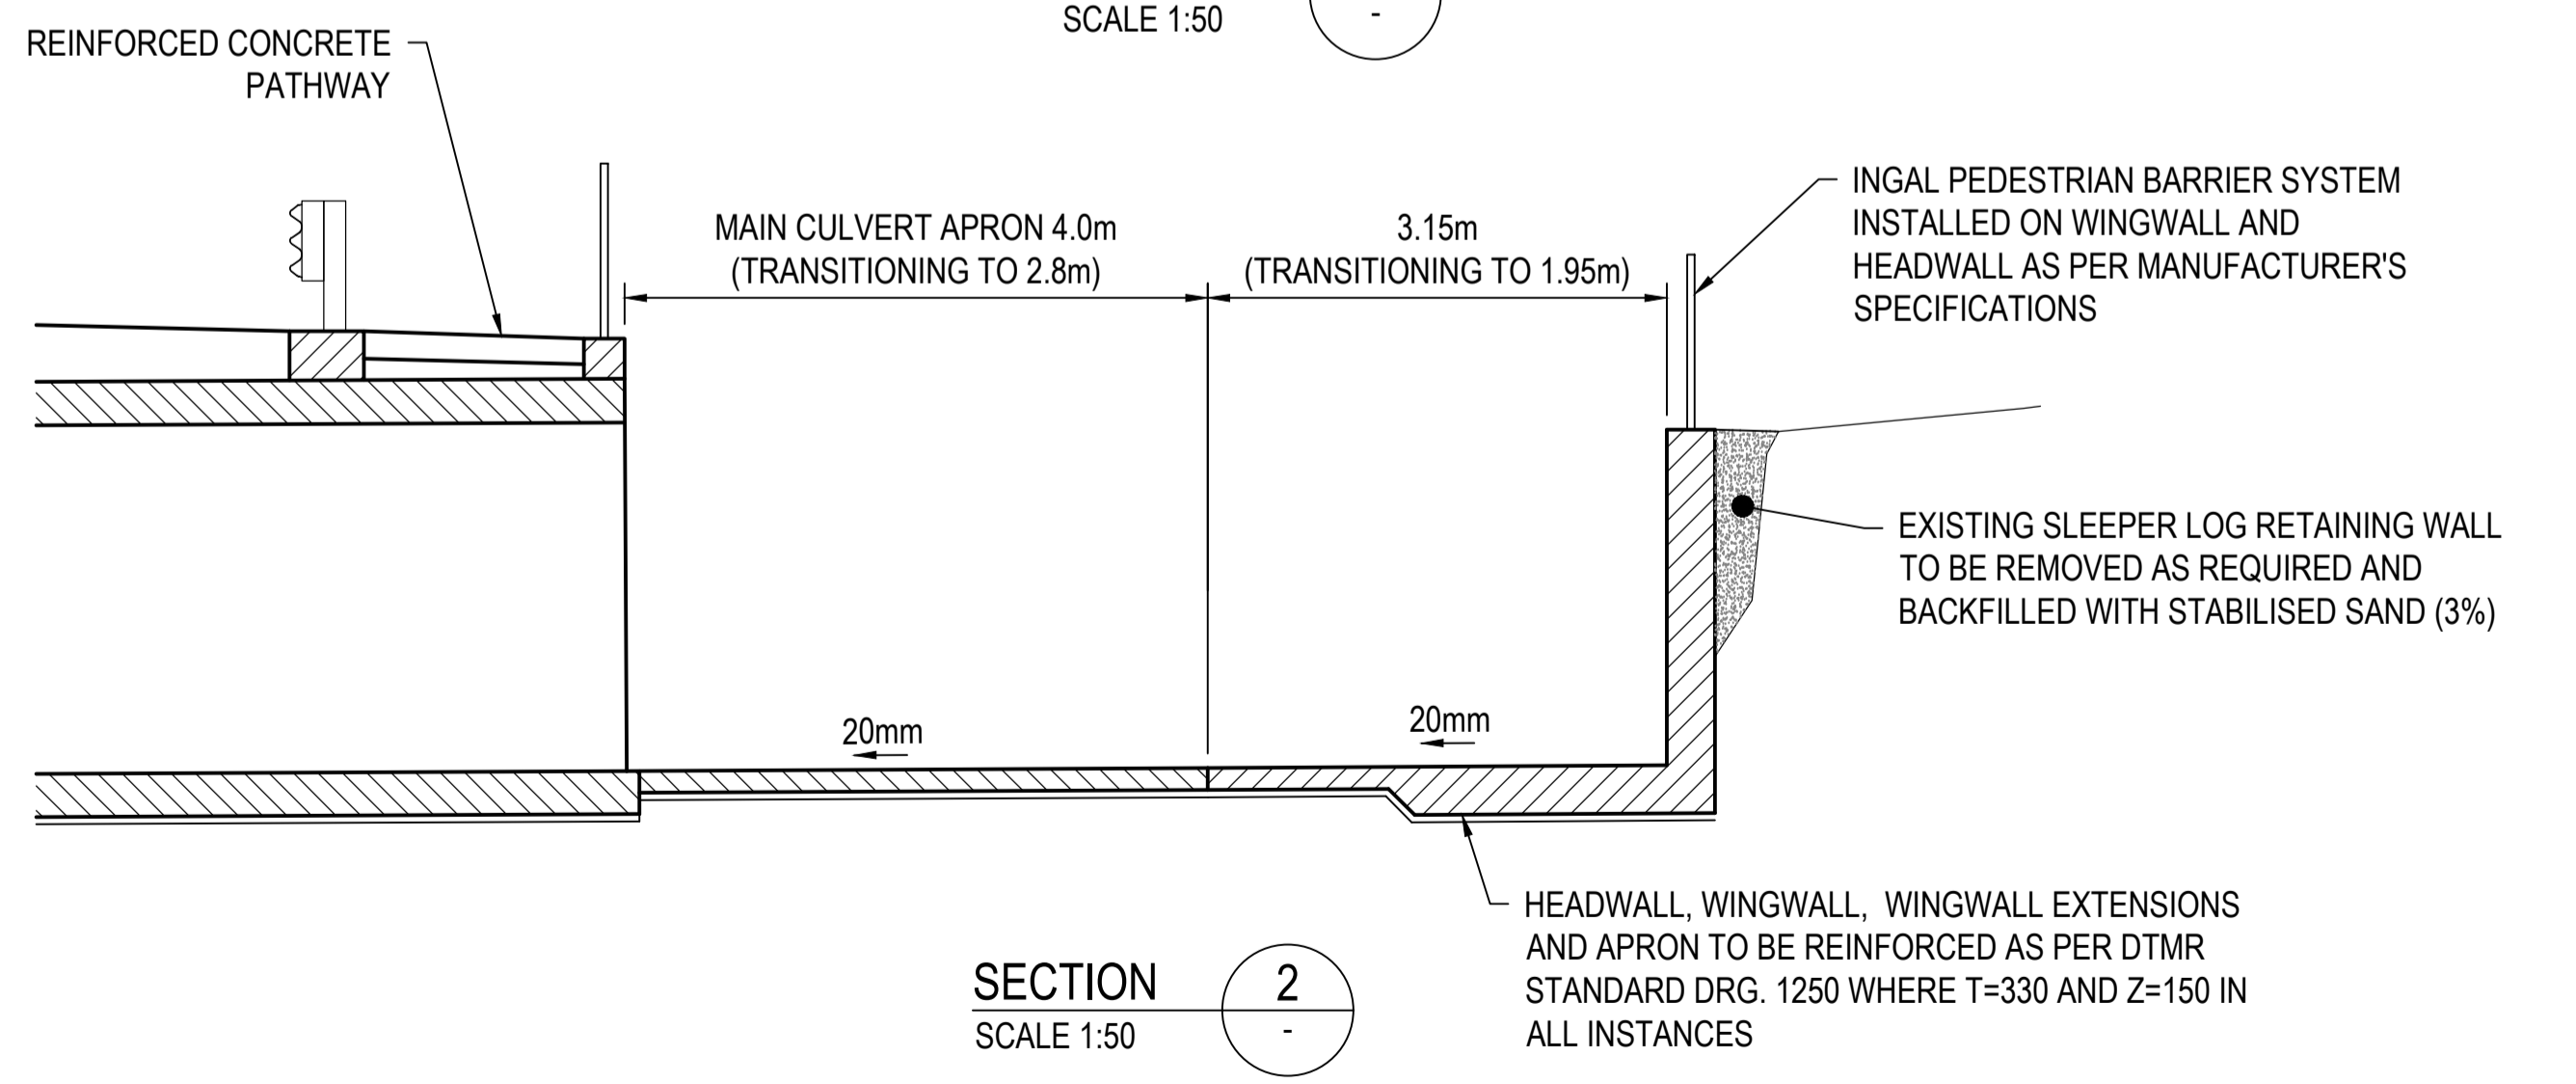 SCALE 1:50
-
REINFORCED CONCRETE
PATHWAY
MAIN CULVERT APRON 4.0m
(TRANSITIONING TO 2.8m)
3.15m
(TRANSITIONING TO 1.95m)
INGAL PEDESTRIAN BARRIER SYSTEM
INSTALLED ON WINGWALL AND
HEADWALL AS PER MANUFACTURER'S
SPECIFICATIONS
EXISTING SLEEPER LOG RETAINING WALL
TO BE REMOVED AS REQUIRED AND
BACKFILLED WITH STABILISED SAND (3%)
20mm
20mm
HEADWALL, WINGWALL, WINGWALL EXTENSIONS
AND APRON TO BE REINFORCED AS PER DTMR
STANDARD DRG. 1250 WHERE T=330 AND Z=150 IN
ALL INSTANCES
SECTION 2
SCALE 1:50 -